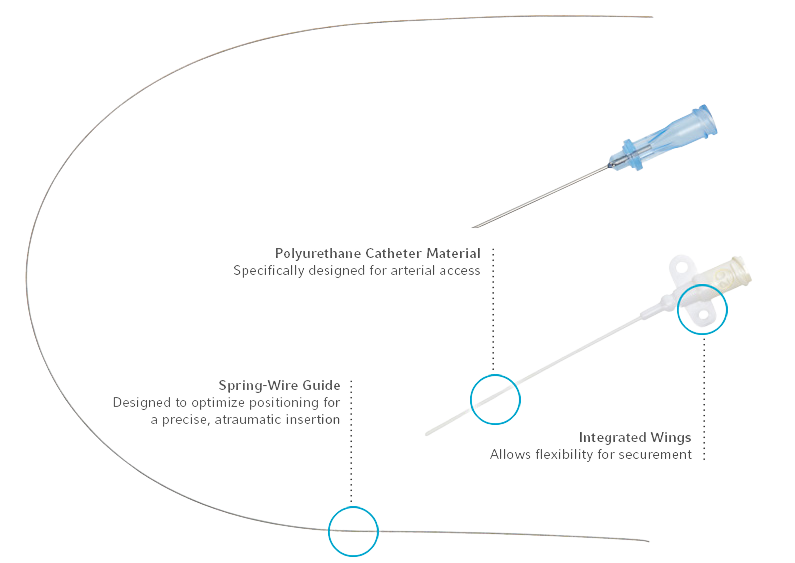 Polyurethane Catheter Material
Specifically designed for arterial access
Spring-Wire Guide
Designed to optimize positioning for
a precise, atraumatic insertion
Integrated Wings
Allows flexibility for securement